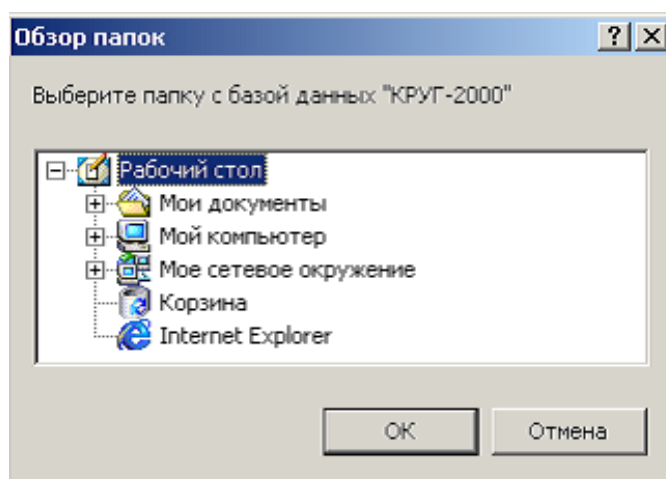 Обзор папок
Выберите папку с базой данных "КРУГ-2000"
Рабочий стол
Мои документы
Мой компьютер
Мое сетевое окружение
Корзина
Internet Explorer
ОК Отмена